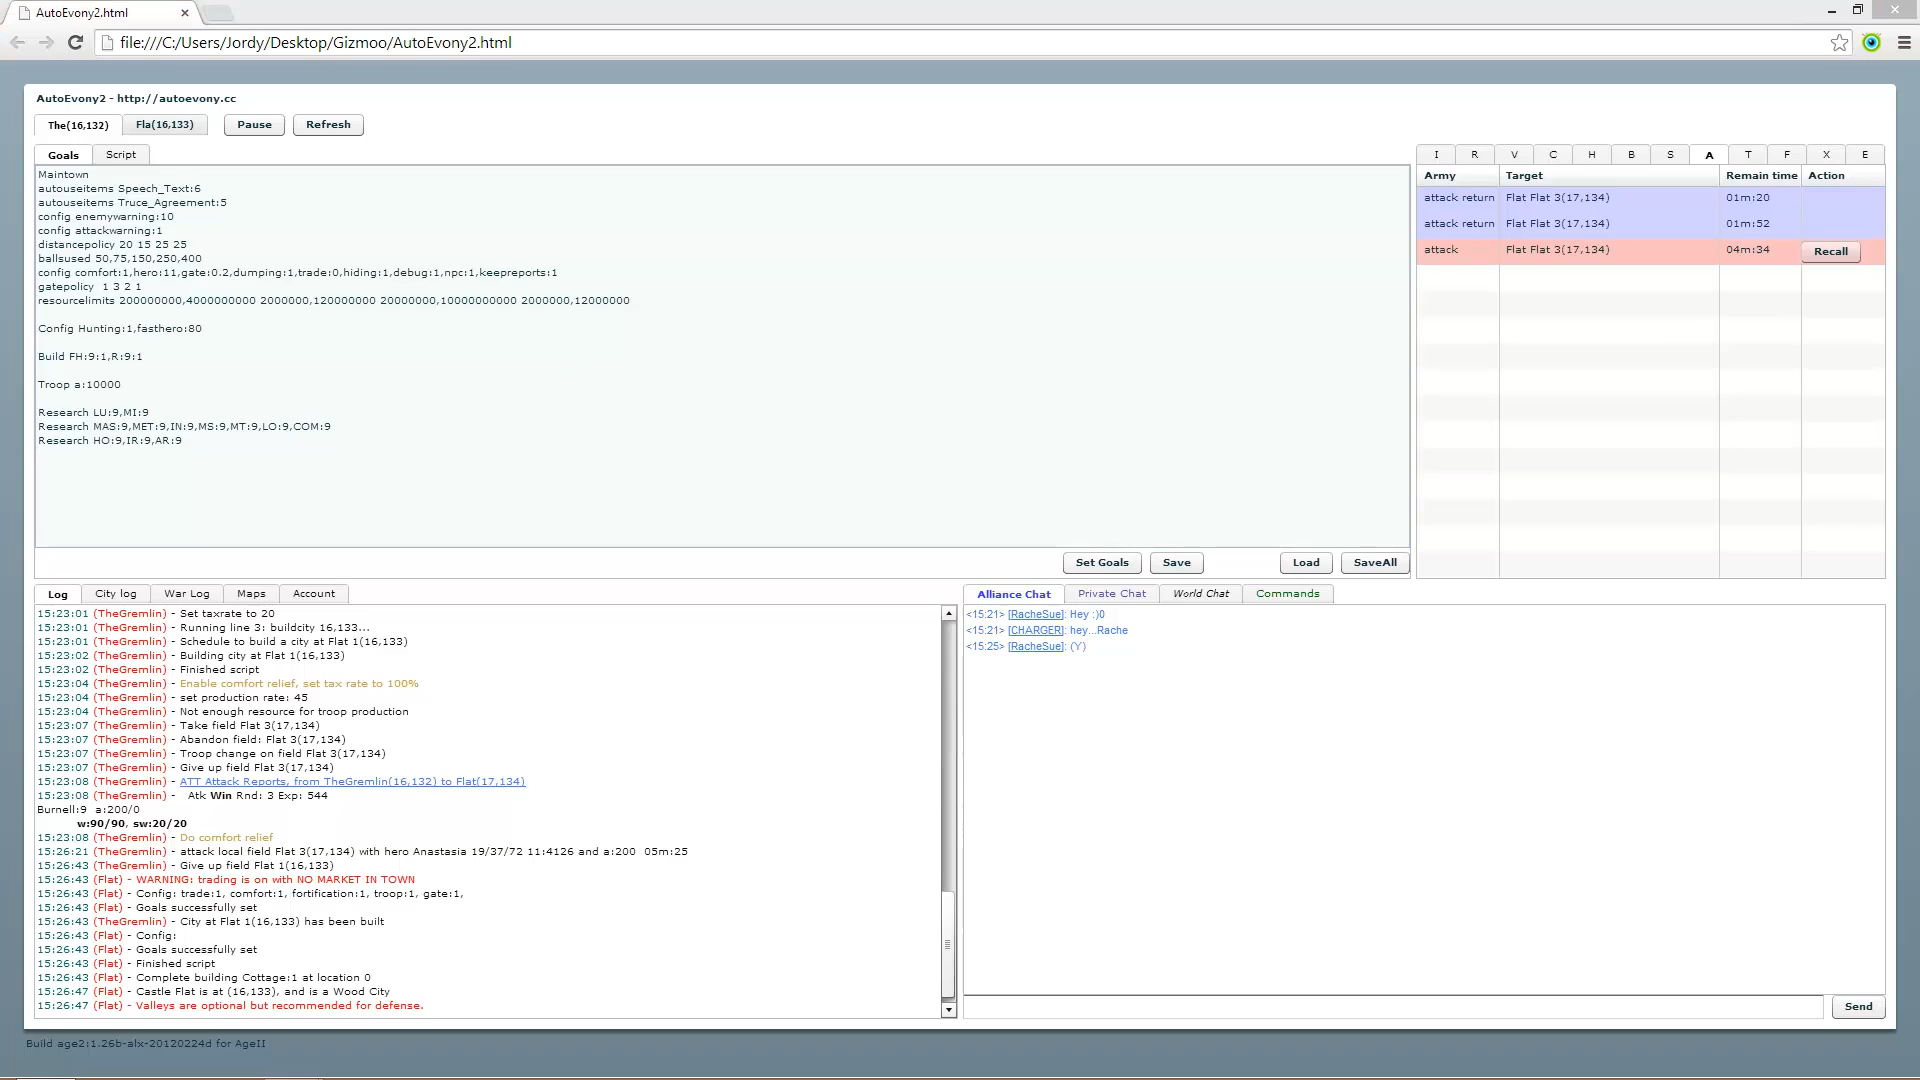 AutoEvony2.html
file:///C:/Users/Jordy/Desktop/Gizmoo/AutoEvony2.html
AutoEvony2 - http://autoevony.cc
The(16,132) Fla(16,133) Pause Refresh
Goals Script
Maintown
autouseitems Speech_Text:6
autouseitems Truce_Agreement:5
config enemywarning:10
config attackwarning:1
distancepolicy 20 15 25 25
ballsused 50,75,150,250,400
config comfort:1,hero:11,gate:0.2,dumping:1,trade:0,hiding:1,debug:1,npc:1,keepreports:1
gatepolicy 1 3 2 1
resourcelimits 200000000,4000000000 2000000,120000000 20000000,10000000000 2000000,12000000
Config Hunting:1,fasthero:80
Build FH:9:1,R:9:1
Troop a:10000
Research LU:9,MI:9
Research MAS:9,MET:9,IN:9,MS:9,MT:9,LO:9,COM:9
Research HO:9,IR:9,AR:9
Set Goals Save Load SaveAll
I R V C H B S A T F X E
Army Target Remain time Action
attack return Flat Flat 3(17,134) 01m:20
attack return Flat Flat 3(17,134) 01m:52
attack Flat Flat 3(17,134) 04m:34 Recall
Log City log War Log Maps Account
15:23:01 (TheGremlin) - Set taxrate to 20
15:23:01 (TheGremlin) - Running line 3: buildcity 16,133...
15:23:01 (TheGremlin) - Schedule to build a city at Flat 1(16,133)
15:23:02 (TheGremlin) - Building city at Flat 1(16,133)
15:23:02 (TheGremlin) - Finished script
15:23:04 (TheGremlin) - Enable comfort relief, set tax rate to 100%
15:23:04 (TheGremlin) - set production rate: 45
15:23:04 (TheGremlin) - Not enough resource for troop production
15:23:07 (TheGremlin) - Take field Flat 3(17,134)
15:23:07 (TheGremlin) - Abandon field: Flat 3(17,134)
15:23:07 (TheGremlin) - Troop change on field Flat 3(17,134)
15:23:07 (TheGremlin) - Give up field Flat 3(17,134)
15:23:08 (TheGremlin) - ATT Attack Reports, from TheGremlin(16,132) to Flat(17,134)
15:23:08 (TheGremlin) - Atk Win Rnd: 3 Exp: 544
Burnell:9 a:200/0
w:90/90, sw:20/20
15:23:08 (TheGremlin) - Do comfort relief
15:26:21 (TheGremlin) - attack local field Flat 3(17,134) with hero Anastasia 19/37/72 11:4126 and a:200 05m:25
15:26:43 (TheGremlin) - Give up field Flat 1(16,133)
15:26:43 (Flat) - WARNING: trading is on with NO MARKET IN TOWN
15:26:43 (Flat) - Config: trade:1, comfort:1, fortification:1, troop:1, gate:1,
15:26:43 (Flat) - Goals successfully set
15:26:43 (TheGremlin) - City at Flat 1(16,133) has been built
15:26:43 (Flat) - Config:
15:26:43 (Flat) - Goals successfully set
15:26:43 (Flat) - Finished script
15:26:43 (Flat) - Complete building Cottage:1 at location 0
15:26:47 (Flat) - Castle Flat is at (16,133), and is a Wood City
15:26:47 (Flat) - Valleys are optional but recommended for defense.
Alliance Chat Private Chat World Chat Commands
<15:21> [RacheSue]: Hey :)0
<15:21> [CHARGER]: hey...Rache
<15:25> [RacheSue]: (Y)
Send
Build age2:1.26b-alx-20120224d for AgeII